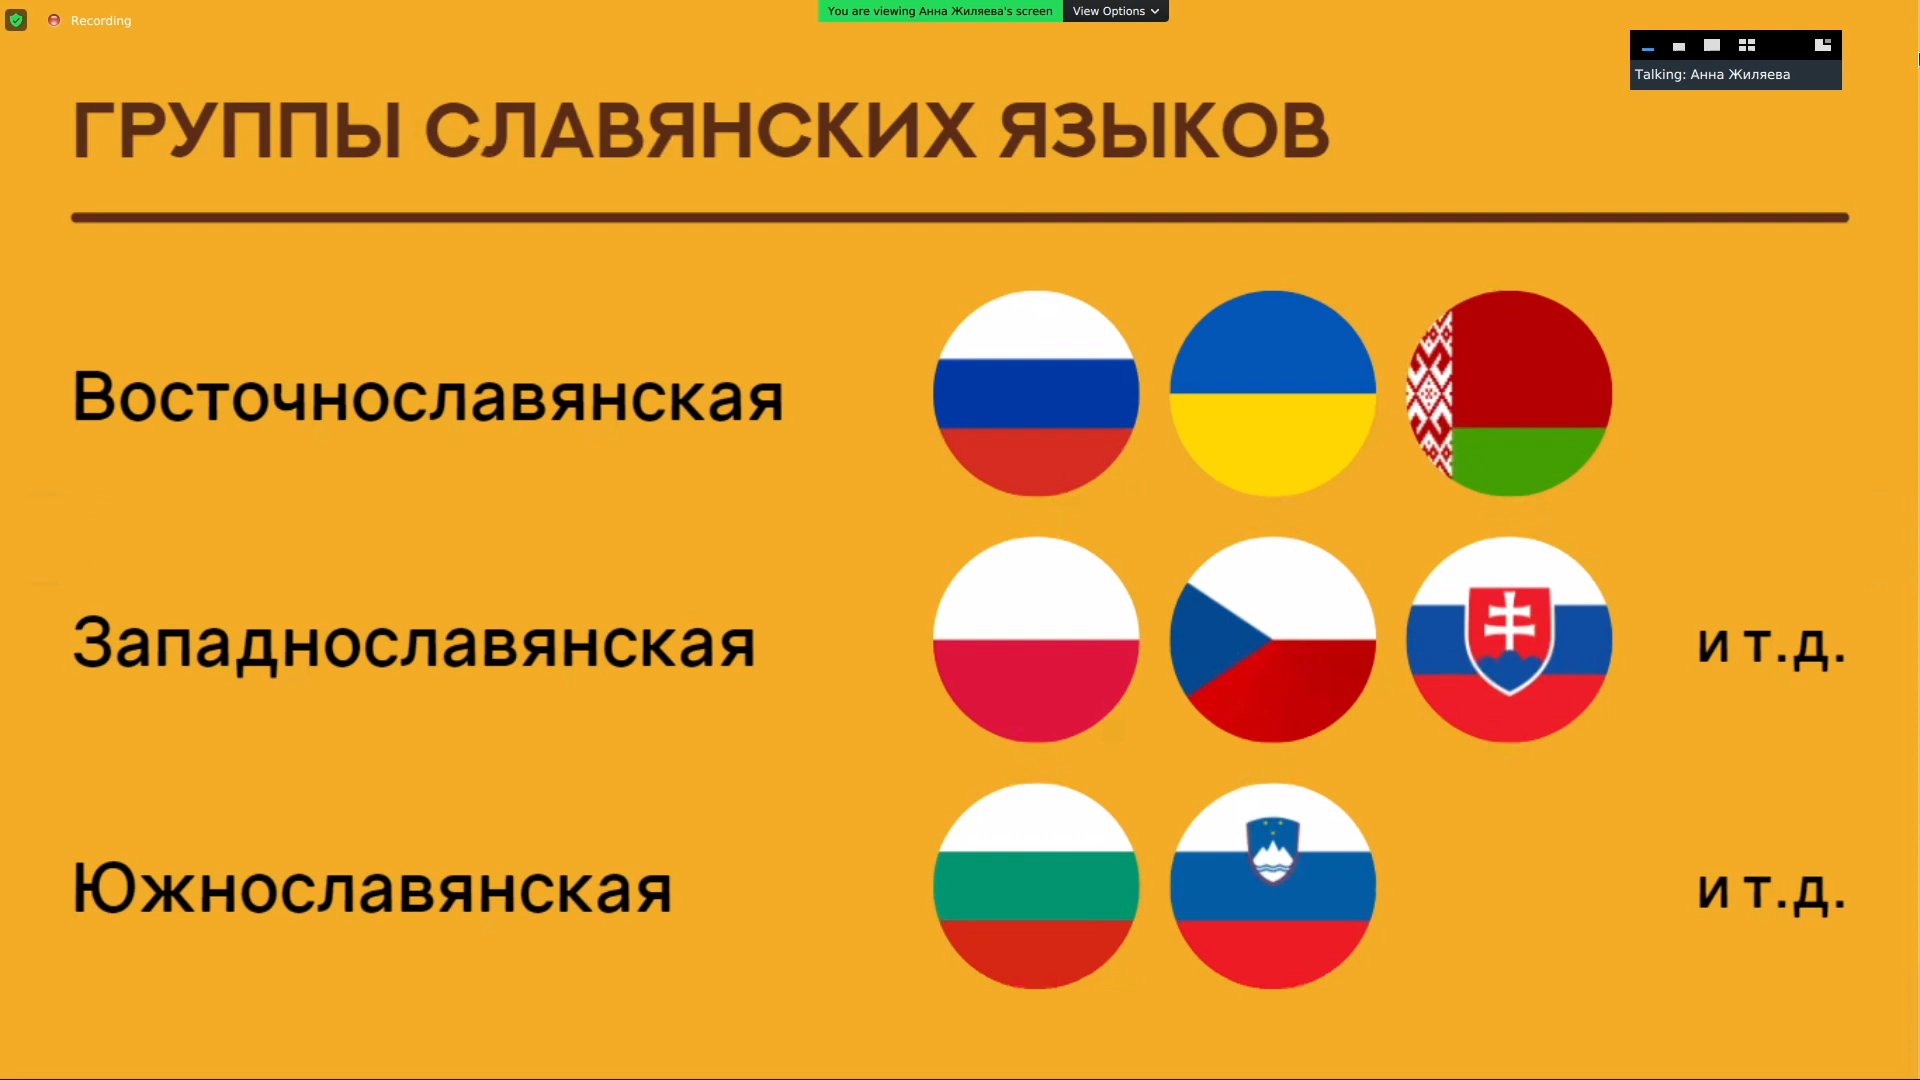 Recording
You are viewing Анна Жиляева's screen
View Options
Talking: Анна Жиляева
ГРУППЫ СЛАВЯНСКИХ ЯЗЫКОВ
Восточнославянская
Западнославянская и т.д.
Южнославянская и т.д.